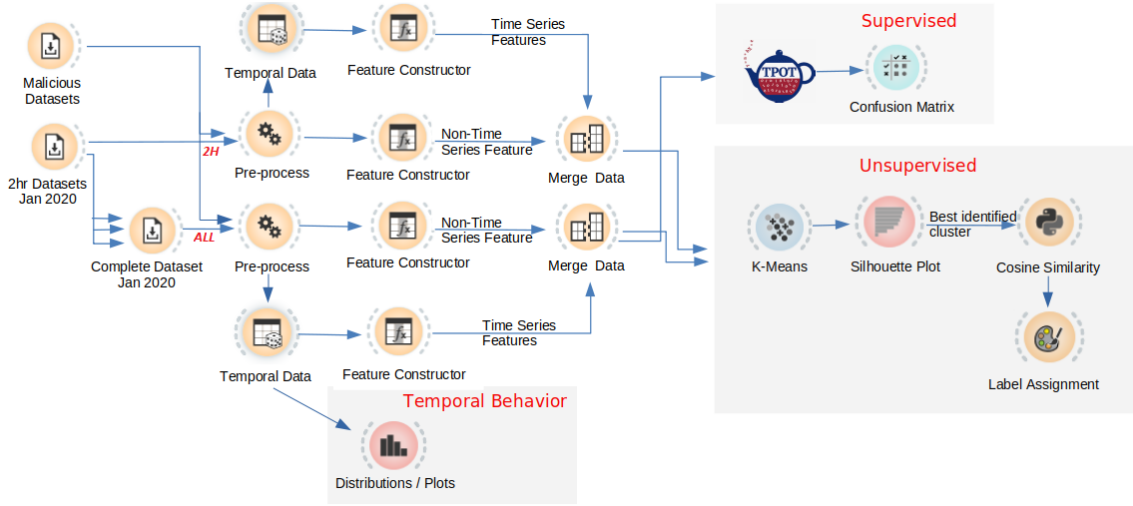 Time Series
Features
Supervised
TPOT
Malicious
Datasets
Temporal Data
Feature Constructor
Confusion Matrix
2H
Non-Time
Series Feature
Unsupervised
2hr Datasets
Jan 2020
Pre-process
Feature Constructor
Merge Data
ALL
Non-Time
Series Feature
Best identified
cluster
Complete Dataset
Jan 2020
Pre-process
Feature Constructor
Merge Data
K-Means
Silhouette Plot
Cosine Similarity
Time Series
Features
Temporal Data
Feature Constructor
Label Assignment
Temporal Behavior
Distributions / Plots